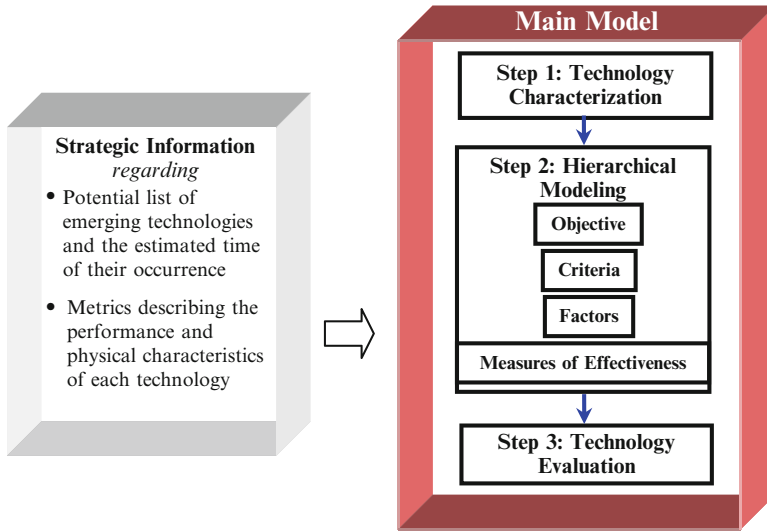 Strategic Information
regarding
• Potential list of
emerging technologies
and the estimated time
of their occurrence
• Metrics describing the
performance and
physical characteristics
of each technology
Main Model
Step 1: Technology
Characterization
Step 2: Hierarchical
Modeling
Objective
Criteria
Factors
Measures of Effectiveness
Step 3: Technology
Evaluation